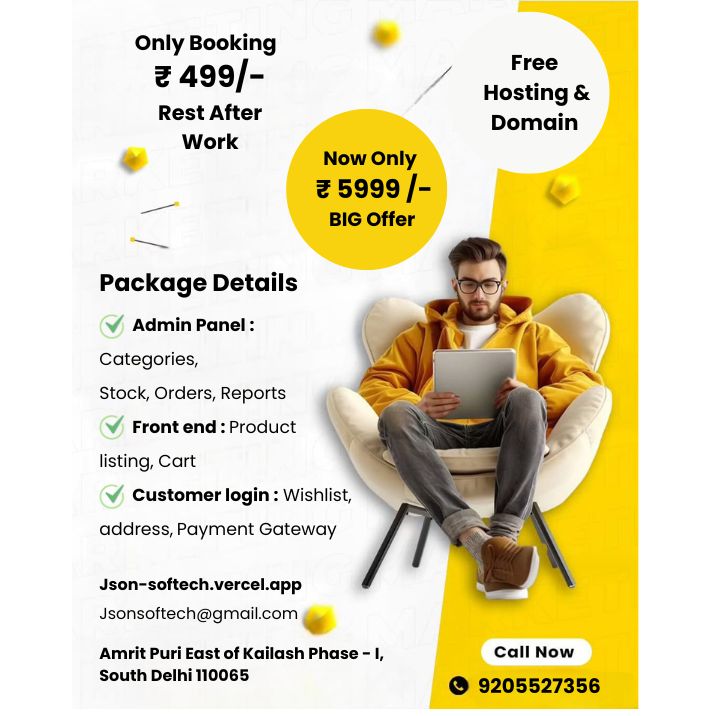 Only Booking
₹ 499/-
Rest After
Work
Free
Hosting &
Domain
Now Only
₹ 5999 /-
BIG Offer
Package Details
Admin Panel :
Categories,
Stock, Orders, Reports
Front end : Product
listing, Cart
Customer login : Wishlist,
address, Payment Gateway
Json-softech.vercel.app
Jsonsoftech@gmail.com
Amrit Puri East of Kailash Phase - I,
South Delhi 110065
Call Now
9205527356